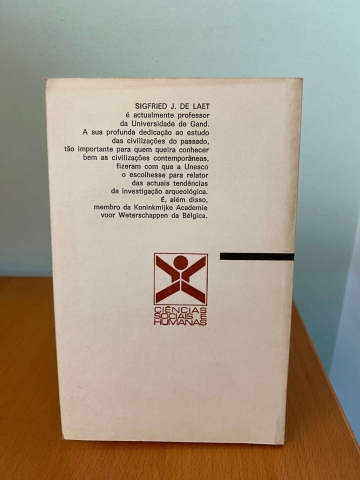 SIGFRIED J. DE LAET
é actualmente professor
da Universidade de Gand.
A sua profunda dedicação ao estudo
das civilizações do passado,
tão importante para quem queira conhecer
bem as civilizações contemporâneas,
fizeram com que a Unesco
o escolhesse para relator
das actuais tendências
da investigação arqueológica.
É, além disso,
membro da Koninkmijke Academie
voor Weterschappen da Bélgica.
CIÊNCIAS
SOCIAIS E
HUMANAS